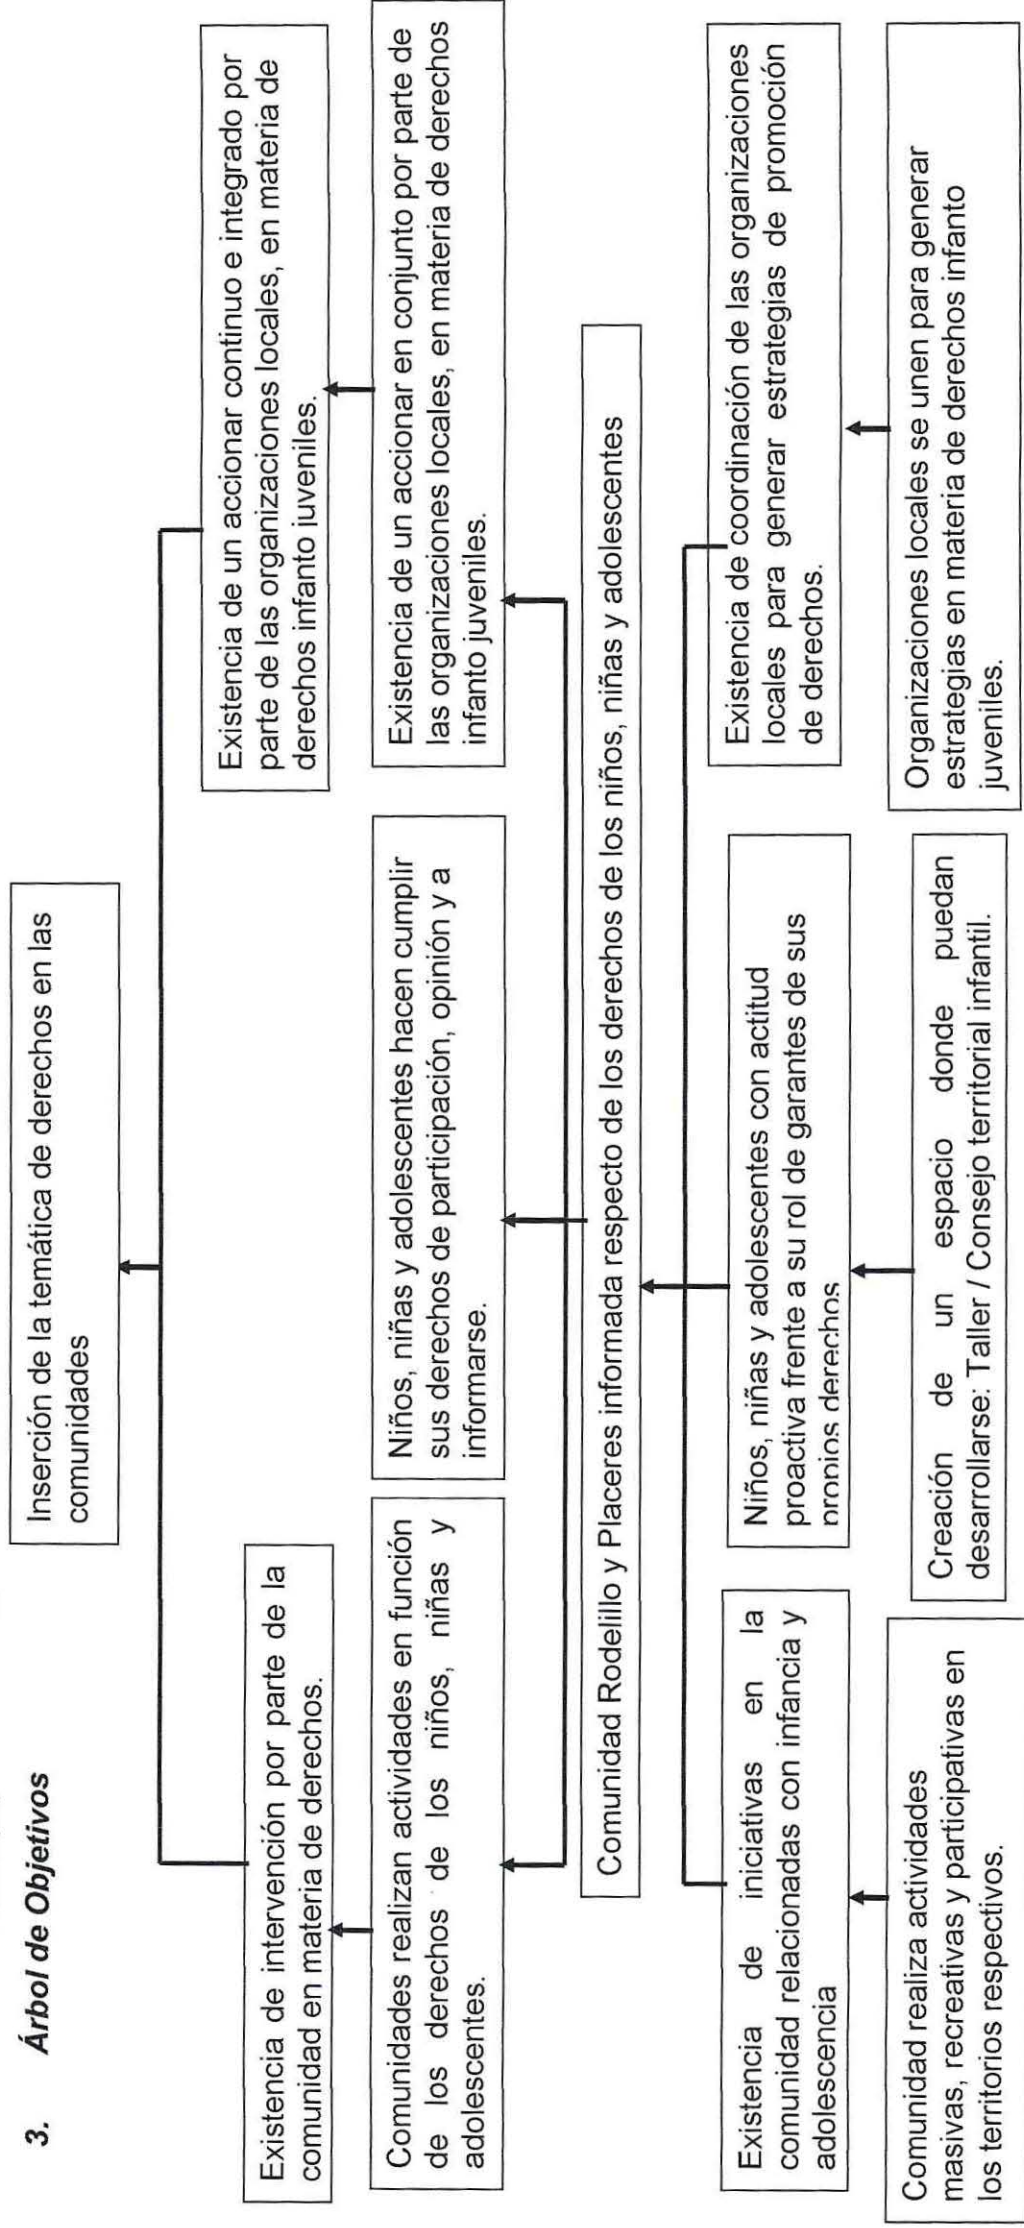 3. Árbol de Objetivos
Inserción de la temática de derechos en las
comunidades
Existencia de intervención por parte de la
comunidad en materia de derechos.
Existencia de un accionar continuo e integrado por
parte de las organizaciones locales, en materia de
derechos infanto juveniles.
Comunidades realizan actividades en función
de los derechos de los niños, niñas y
adolescentes.
Niños, niñas y adolescentes hacen cumplir
sus derechos de participación, opinión y a
informarse.
Existencia de un accionar en conjunto por parte de
las organizaciones locales, en materia de derechos
infanto juveniles.
Comunidad Rodelillo y Placeres informada respecto de los derechos de los niños, niñas y adolescentes
Existencia de iniciativas en la
comunidad relacionadas con infancia y
adolescencia
Niños, niñas y adolescentes con actitud
proactiva frente a su rol de garantes de sus
propios derechos
Existencia de coordinación de las organizaciones
locales para generar estrategias de promoción
de derechos.
Comunidad realiza actividades
masivas, recreativas y participativas en
los territorios respectivos.
Creación de un espacio donde puedan
desarrollarse: Taller / Consejo territorial infantil.
Organizaciones locales se unen para generar
estrategias en materia de derechos infanto
juveniles.